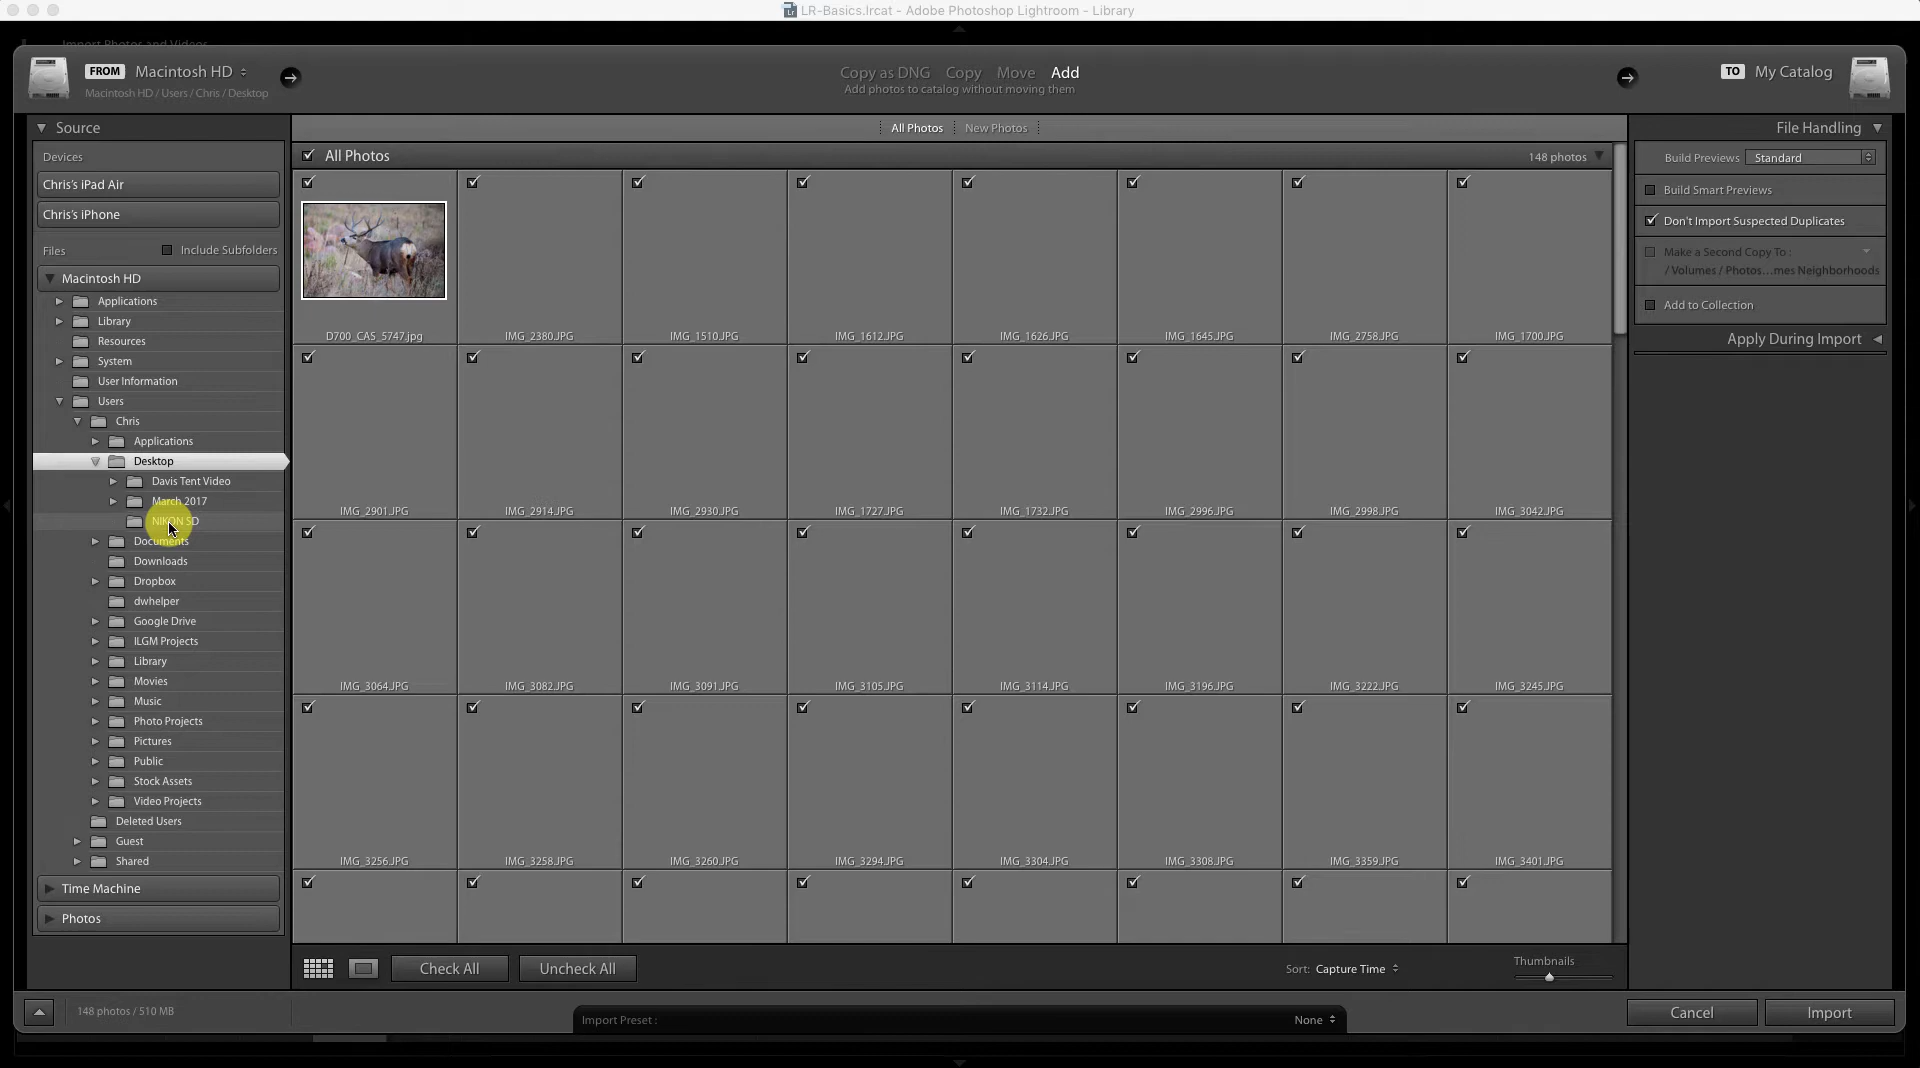 LR-Basics.lrcat - Adobe Photoshop Lightroom - Library
Import Photos and Videos
FROM Macintosh HD
Macintosh HD / Users / Chris / Desktop
Copy as DNG Copy Move Add
Add photos to catalog without moving them
TO My Catalog
Source
All Photos New Photos
File Handling
Devices
Chris's iPad Air
Chris's iPhone
Files Include Subfolders
Macintosh HD
Applications
Library
Resources
System
User Information
Users
Chris
Applications
Desktop
Davis Tent Video
March 2017
NIKON SD
Documents
Downloads
Dropbox
dwhelper
Google Drive
ILGM Projects
Library
Movies
Music
Photo Projects
Pictures
Public
Stock Assets
Video Projects
Deleted Users
Guest
Shared
Time Machine
Photos
All Photos 148 photos
D700_CAS_5747.jpg IMG_2380.JPG IMG_1510.JPG IMG_1612.JPG IMG_1626.JPG IMG_1645.JPG IMG_2758.JPG IMG_1700.JPG
IMG_2901.JPG IMG_2914.JPG IMG_2930.JPG IMG_1727.JPG IMG_1732.JPG IMG_2996.JPG IMG_2998.JPG IMG_3042.JPG
IMG_3064.JPG IMG_3082.JPG IMG_3091.JPG IMG_3105.JPG IMG_3114.JPG IMG_3196.JPG IMG_3222.JPG IMG_3245.JPG
IMG_3256.JPG IMG_3258.JPG IMG_3260.JPG IMG_3294.JPG IMG_3304.JPG IMG_3308.JPG IMG_3359.JPG IMG_3401.JPG
Build Previews Standard
Build Smart Previews
Don't Import Suspected Duplicates
Make a Second Copy To :
/ Volumes / Photos...mes Neighborhoods
Add to Collection
Apply During Import
Check All Uncheck All Sort: Capture Time Thumbnails
148 photos / 510 MB
Import Preset : None
Cancel Import